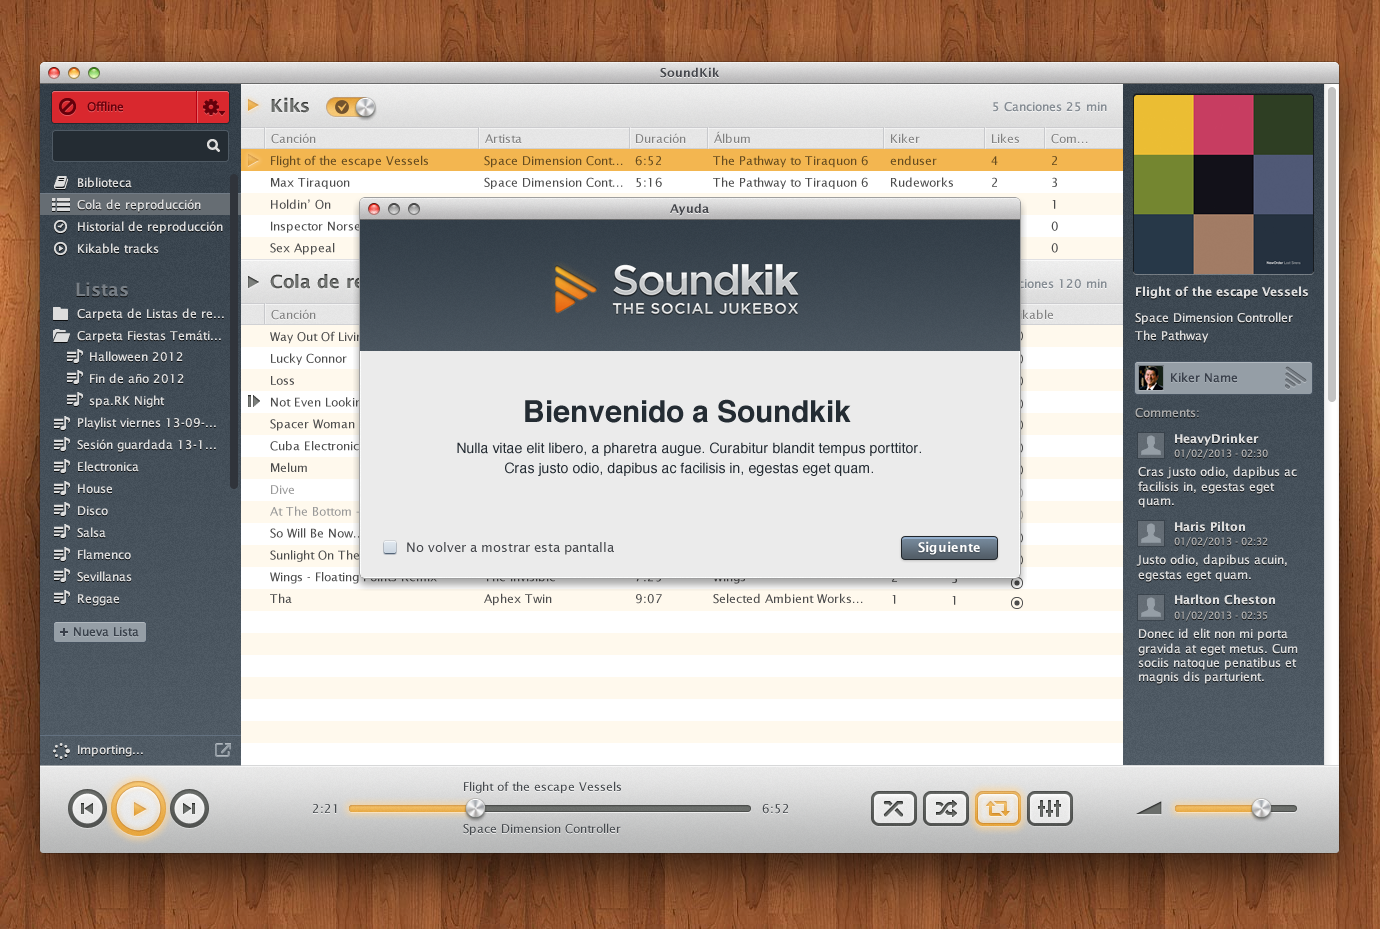 SoundKik
Offline
Biblioteca
Cola de reproducción
Historial de reproducción
Kikable tracks
Listas
Carpeta de Listas de re...
Carpeta Fiestas Temáti...
Halloween 2012
Fin de año 2012
spa.RK Night
Playlist viernes 13-09-...
Sesión guardada 13-1...
Electronica
House
Disco
Salsa
Flamenco
Sevillanas
Reggae
+ Nueva Lista
Importing...
Kiks
5 Canciones 25 min
Canción Artista Duración Álbum Kiker Likes Com...
Flight of the escape Vessels Space Dimension Cont... 6:52 The Pathway to Tiraquon 6 enduser 4 2
Max Tiraquon Space Dimension Cont... 5:16 The Pathway to Tiraquon 6 Rudeworks 2 3
Holdin' On 1
Inspector Norse 0
Sex Appeal 0
Cola de re
ciones 120 min
Canción kable
Way Out Of Livin
Lucky Connor
Loss
Not Even Lookin
Spacer Woman
Cuba Electronic
Melum
Dive
At The Bottom -
So Will Be Now..
Sunlight On The
Wings - Floating Points Remix The Invisible 7:29 Wings 2 3
Tha Aphex Twin 9:07 Selected Ambient Works... 1 1
Ayuda
Soundkik
THE SOCIAL JUKEBOX
Bienvenido a Soundkik
Nulla vitae elit libero, a pharetra augue. Curabitur blandit tempus porttitor.
Cras justo odio, dapibus ac facilisis in, egestas eget quam.
No volver a mostrar esta pantalla
Siguiente
Flight of the escape Vessels
Space Dimension Controller
The Pathway
Kiker Name
Comments:
HeavyDrinker
01/02/2013 - 02:30
Cras justo odio, dapibus ac
facilisis in, egestas eget
quam.
Haris Pilton
01/02/2013 - 02:32
Justo odio, dapibus acuin,
egestas eget quam.
Harlton Cheston
01/02/2013 - 02:35
Donec id elit non mi porta
gravida at eget metus. Cum
sociis natoque penatibus et
magnis dis parturient.
Flight of the escape Vessels
2:21 6:52
Space Dimension Controller